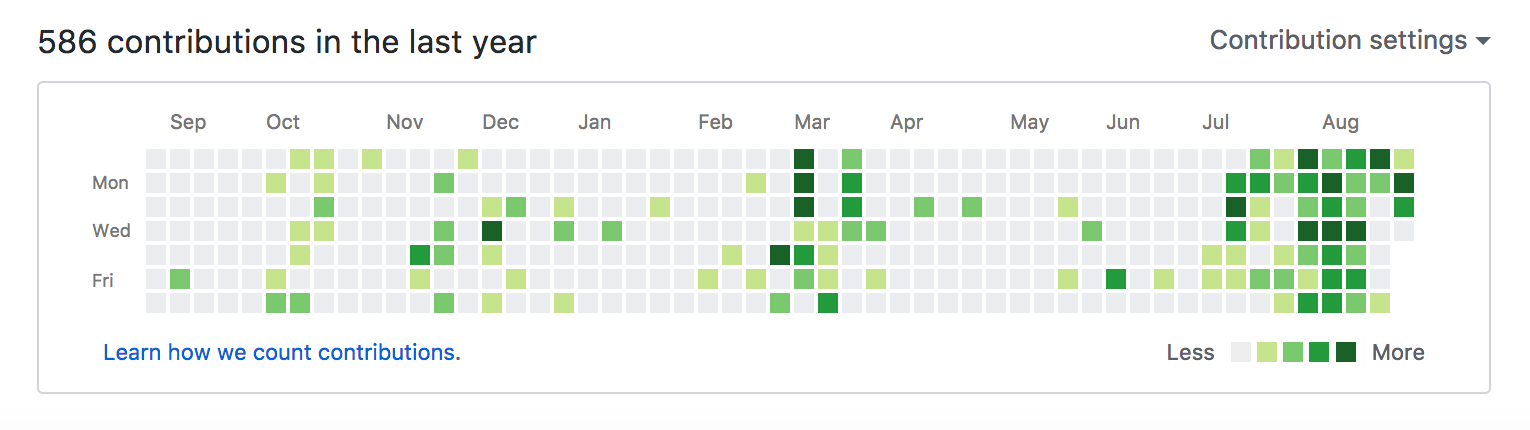 586 contributions in the last year
Contribution settings
Sep Oct Nov Dec Jan Feb Mar Apr May Jun Jul Aug
Mon
Wed
Fri
Learn how we count contributions.
Less More